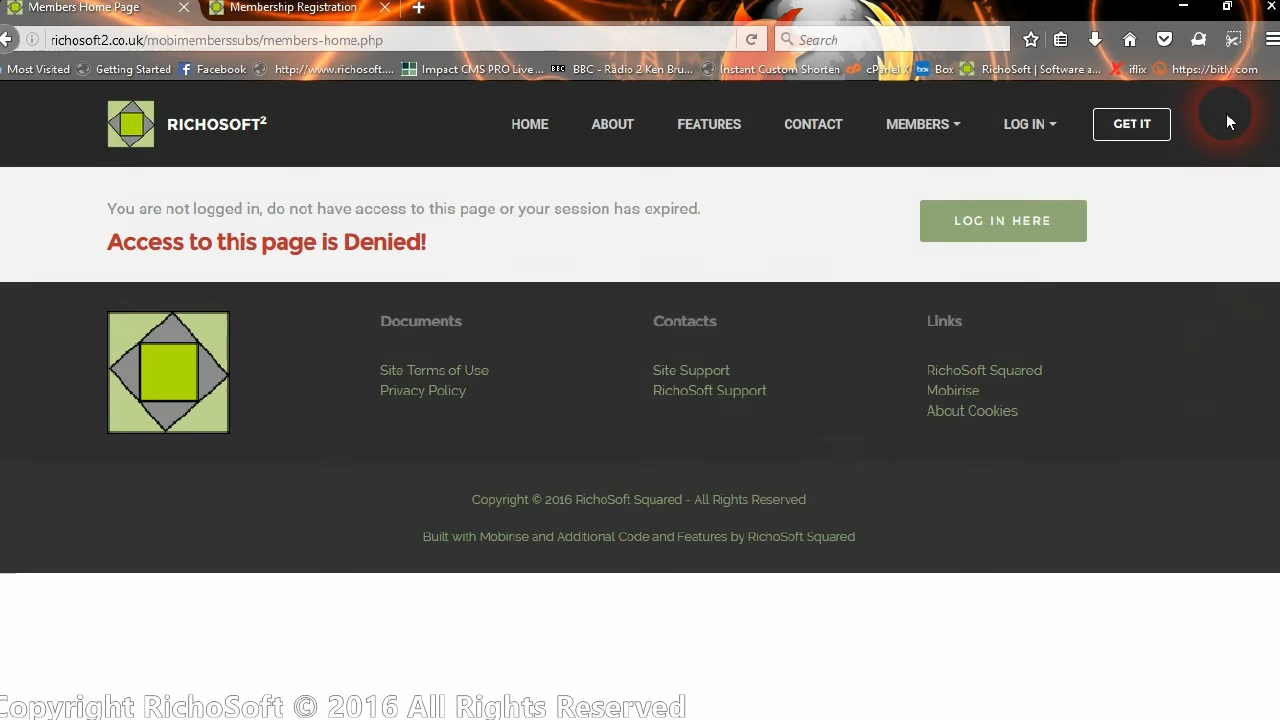 Members Home Page
Membership Registration
richosoft2.co.uk/mobimemberssubs/members-home.php
Search
Most Visited
Getting Started
Facebook
http://www.richosoft....
Impact CMS PRO Live ...
BBC - Radio 2 Ken Bru...
Instant Custom Shorten
cPanel X
Box
RichoSoft | Software a...
iflix
https://bitly.com
RICHOSOFT²
HOME
ABOUT
FEATURES
CONTACT
MEMBERS
LOG IN
GET IT
You are not logged in, do not have access to this page or your session has expired.
Access to this page is Denied!
LOG IN HERE
Documents
Site Terms of Use
Privacy Policy
Contacts
Site Support
RichoSoft Support
Links
RichoSoft Squared
Mobirise
About Cookies
Copyright © 2016 RichoSoft Squared - All Rights Reserved
Built with Mobirise and Additional Code and Features by RichoSoft Squared
Copyright RichoSoft © 2016 All Rights Reserved